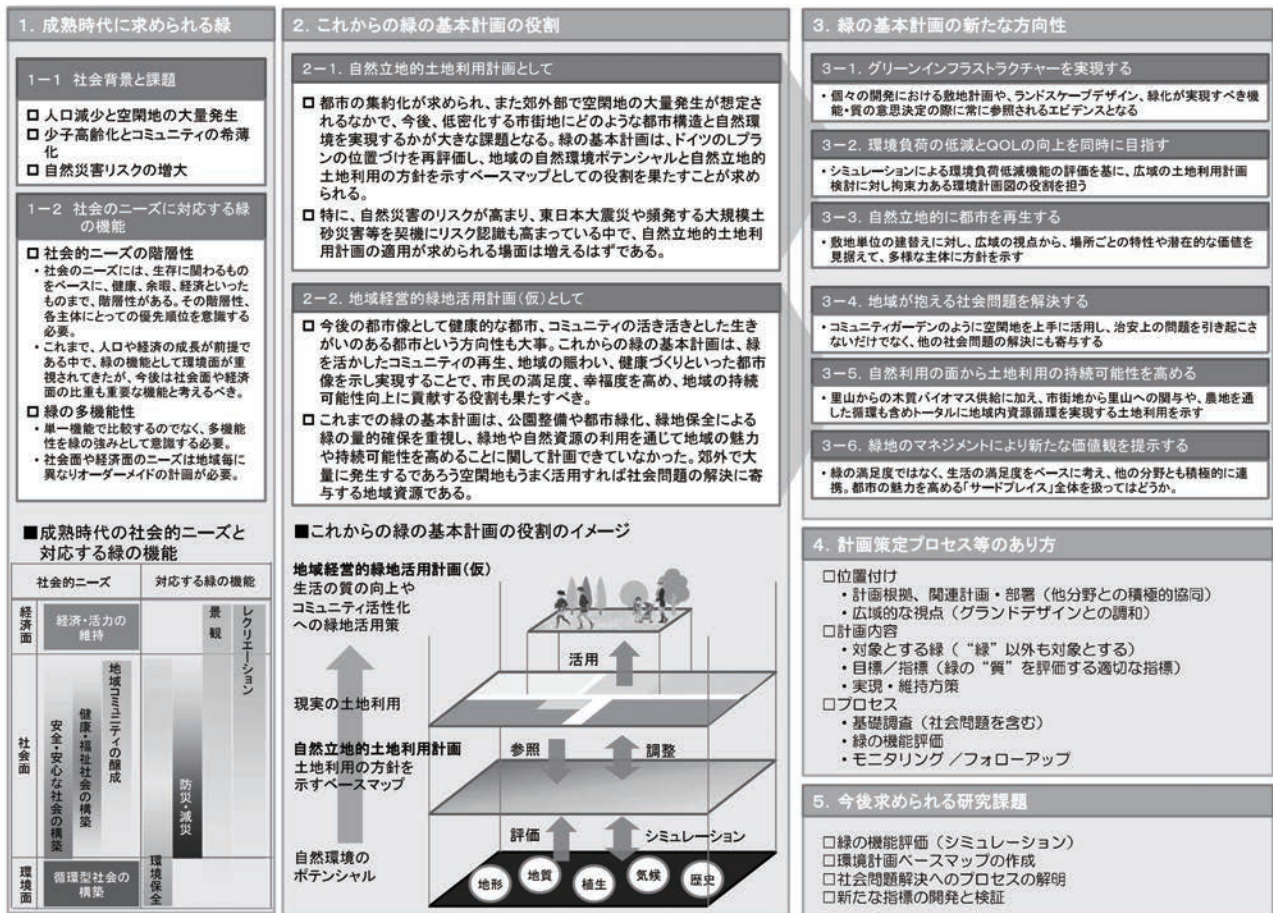 1. 成熟時代に求められる緑
1－1 社会背景と課題
□ 人口減少と空閑地の大量発生
□ 少子高齢化とコミュニティの希薄
化
□ 自然災害リスクの増大
1－2 社会のニーズに対応する緑
の機能
□ 社会的ニーズの階層性
・社会のニーズには、生存に関わるもの
をベースに、健康、余暇、経済といった
ものまで、階層性がある。その階層性、
各主体にとっての優先順位を意識する
必要。
・これまで、人口や経済の成長が前提で
ある中で、緑の機能として環境面が重
視されてきたが、今後は社会面や経済
面の比重も重要な機能と考えるべき。
□ 緑の多機能性
・単一機能で比較するのでなく、多機能
性を緑の強みとして意識する必要。
・社会面や経済面のニーズは地域毎に
異なりオーダーメイドの計画が必要。
■成熟時代の社会的ニーズと
対応する緑の機能
社会的ニーズ
対応する緑の機能
経済面
経済・活力の
維持
景観
レクリエーション
社会面
安全・安心な社会の構築
健康・福祉社会の構築
地域コミュニティの醸成
防災・減災
環境面
循環型社会の
構築
環境保全
2. これからの緑の基本計画の役割
2－1. 自然立地的土地利用計画として
□ 都市の集約化が求められ、また郊外部で空閑地の大量発生が想定さ
れるなかで、今後、低密化する市街地にどのような都市構造と自然環
境を実現するかが大きな課題となる。緑の基本計画は、ドイツのLプ
ランの位置づけを再評価し、地域の自然環境ポテンシャルと自然立地的
土地利用の方針を示すベースマップとしての役割を果たすことが求め
られる。
□ 特に、自然災害のリスクが高まり、東日本大震災や頻発する大規模土
砂災害等を契機にリスク認識も高まっている中で、自然立地的土地利
用計画の適用が求められる場面は増えるはずである。
2－2. 地域経営的緑地活用計画(仮)として
□ 今後の都市像として健康的な都市、コミュニティの活き活きとした生き
がいのある都市という方向性も大事。これからの緑の基本計画は、緑
を活かしたコミュニティの再生、地域の賑わい、健康づくりといった都市
像を示し実現することで、市民の満足度、幸福度を高め、地域の持続
可能性向上に貢献する役割も果たすべき。
□ これまでの緑の基本計画は、公園整備や都市緑化、緑地保全による
緑の量的確保を重視し、緑地や自然資源の利用を通じて地域の魅力
や持続可能性を高めることに関して計画できていなかった。郊外で大
量に発生するであろう空閑地もうまく活用すれば社会問題の解決に寄
与する地域資源である。
■これからの緑の基本計画の役割のイメージ
地域経営的緑地活用計画(仮)
生活の質の向上や
コミュニティ活性化
への緑地活用策
活用
現実の土地利用
参照
調整
自然立地的土地利用計画
土地利用の方針を
示すベースマップ
評価
シミュレーション
自然環境の
ポテンシャル
地形
地質
植生
気候
歴史
3. 緑の基本計画の新たな方向性
3－1. グリーンインフラストラクチャーを実現する
・個々の開発における敷地計画や、ランドスケープデザイン、緑化が実現すべき機
能・質の意思決定の際に常に参照されるエビデンスとなる
3－2. 環境負荷の低減とQOLの向上を同時に目指す
・シミュレーションによる環境負荷低減機能の評価を基に、広域の土地利用計画
検討に対し拘束力ある環境計画図の役割を担う
3－3. 自然立地的に都市を再生する
・敷地単位の建替えに対し、広域の視点から、場所ごとの特性や潜在的な価値を
見据えて、多様な主体に方針を示す
3－4. 地域が抱える社会問題を解決する
・コミュニティガーデンのように空閑地を上手に活用し、治安上の問題を引き起こさ
ないだけでなく、他の社会問題の解決にも寄与する
3－5. 自然利用の面から土地利用の持続可能性を高める
・里山からの木質バイオマス供給に加え、市街地から里山への関与や、農地を通
した循環も含めトータルに地域内資源循環を実現する土地利用を示す
3－6. 緑地のマネジメントにより新たな価値観を提示する
・緑の満足度ではなく、生活の満足度をベースに考え、他の分野とも積極的に連
携。都市の魅力を高める「サードプレイス」全体を扱ってはどうか。
4. 計画策定プロセス等のあり方
□位置付け
・計画根拠、関連計画・部署（他分野との積極的協同）
・広域的な視点（グランドデザインとの調和）
□計画内容
・対象とする緑（ “緑” 以外も対象とする）
・目標／指標（緑の “質” を評価する適切な指標）
・実現・維持方策
□プロセス
・基礎調査（社会問題を含む）
・緑の機能評価
・モニタリング／フォローアップ
5. 今後求められる研究課題
□緑の機能評価（シミュレーション）
□環境計画ベースマップの作成
□社会問題解決へのプロセスの解明
□新たな指標の開発と検証